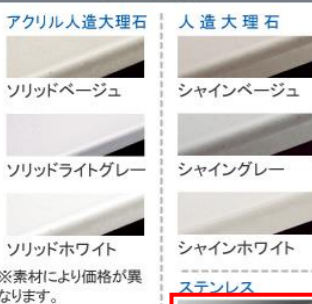 アクリル人造大理石
ソリッドベージュ
ソリッドライトグレー
ソリッドホワイト
※素材により価格が異
なります。
人造大理石
シャインベージュ
シャイングレー
シャインホワイト
ステンレス